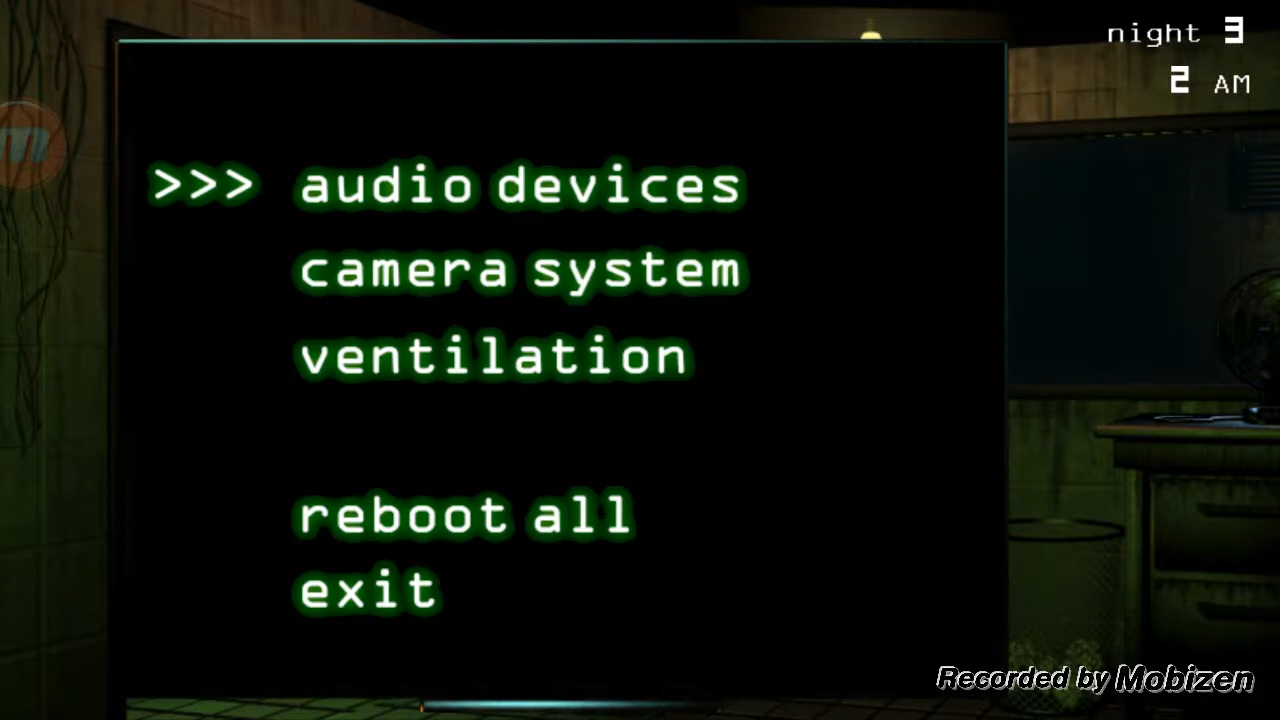 night 3
2 AM
>>> audio devices
camera system
ventilation
reboot all
exit
m
Recorded by Mobizen